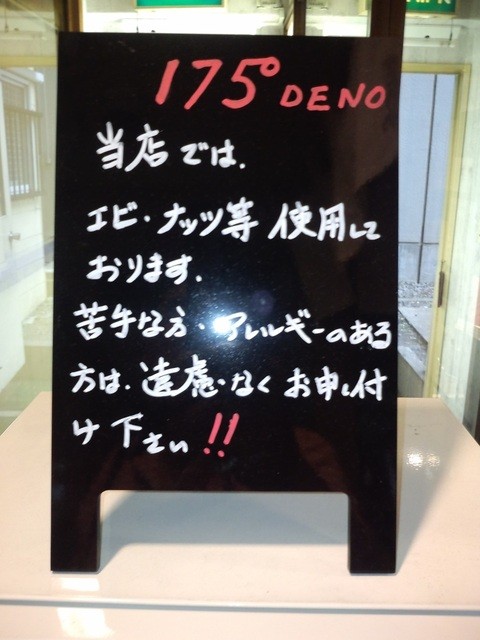 175° DENO
当店では.
エビ・ナッツ等 使用して
おります.
苦手な方・アレルギーのある
方は、遠慮なくお申し付
け下さい!!